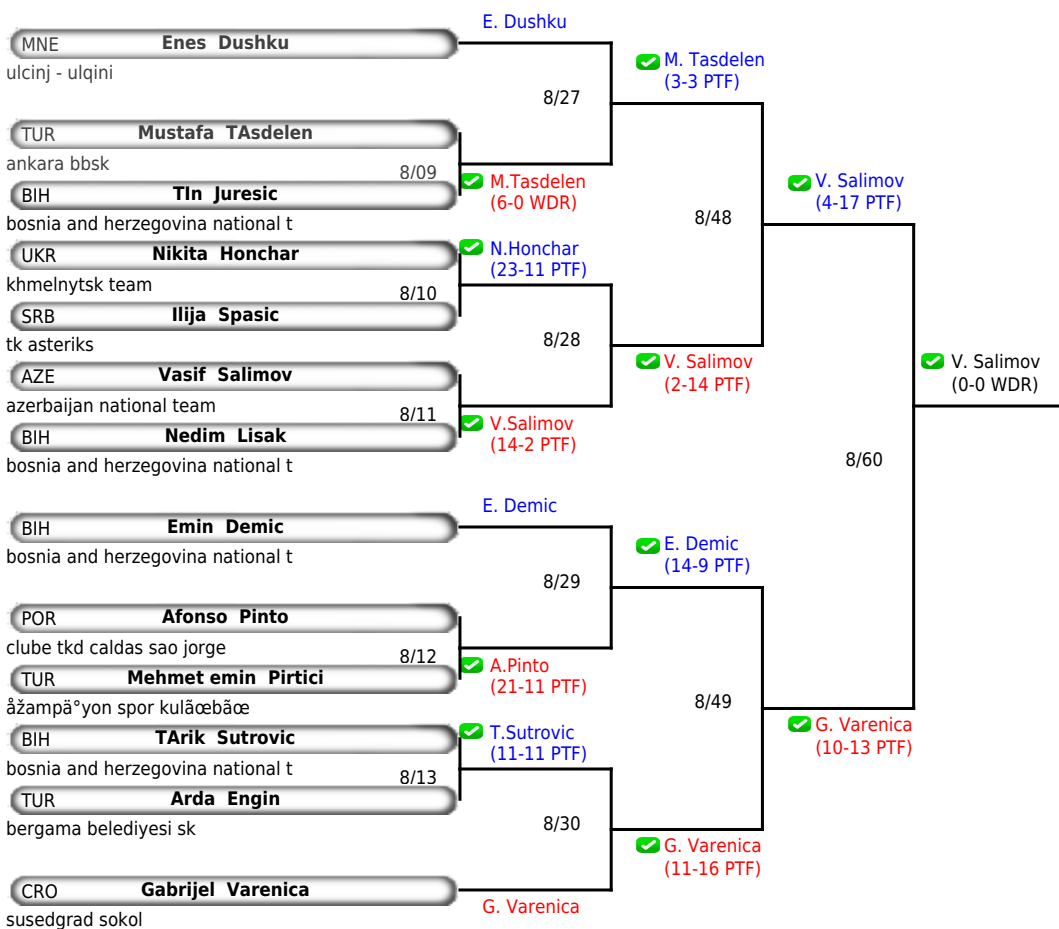 E. Dushku
MNE Enes Dushku
ulcinj - ulqini
M. Tasdelen
(3-3 PTF)
8/27
TUR Mustafa TAsdelen
ankara bbsk
8/09
M.Tasdelen
(6-0 WDR)
BIH TIn Juresic
bosnia and herzegovina national t
V. Salimov
(4-17 PTF)
8/48
UKR Nikita Honchar
N.Honchar
(23-11 PTF)
khmelnytsk team
8/10
SRB Ilija Spasic
tk asteriks
8/28
V. Salimov
(2-14 PTF)
V. Salimov
(0-0 WDR)
AZE Vasif Salimov
azerbaijan national team
8/11
V.Salimov
(14-2 PTF)
BIH Nedim Lisak
bosnia and herzegovina national t
8/60
E. Demic
BIH Emin Demic
bosnia and herzegovina national t
E. Demic
(14-9 PTF)
8/29
POR Afonso Pinto
clube tkd caldas sao jorge
8/12
A.Pinto
(21-11 PTF)
TUR Mehmet emin Pirtici
åžampä°yon spor kulãœbãœ
8/49
G. Varenica
(10-13 PTF)
BIH TArik Sutrovic
T.Sutrovic
(11-11 PTF)
bosnia and herzegovina national t
8/13
TUR Arda Engin
bergama belediyesi sk
8/30
G. Varenica
(11-16 PTF)
CRO Gabrijel Varenica
G. Varenica
susedgrad sokol